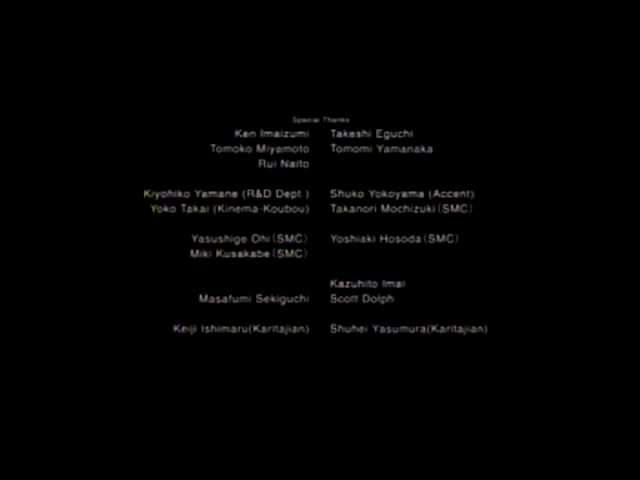 Special Thanks
Ken Imaizumi Takeshi Eguchi
Tomoko Miyamoto Tomomi Yamanaka
Rui Naito
Kiyohiko Yamane (R&D Dept.) Shuko Yokoyama (Accent)
Yoko Takai (Kinema-Koubou) Takanori Mochizuki(SMC)
Yasushige Ohi(SMC) Yoshiaki Hosoda(SMC)
Miki Kusakabe(SMC)
Kazuhito Imai
Masafumi Sekiguchi Scott Dolph
Keiji Ishimaru(Karitajian) Shuhei Yasumura(Karitajian)